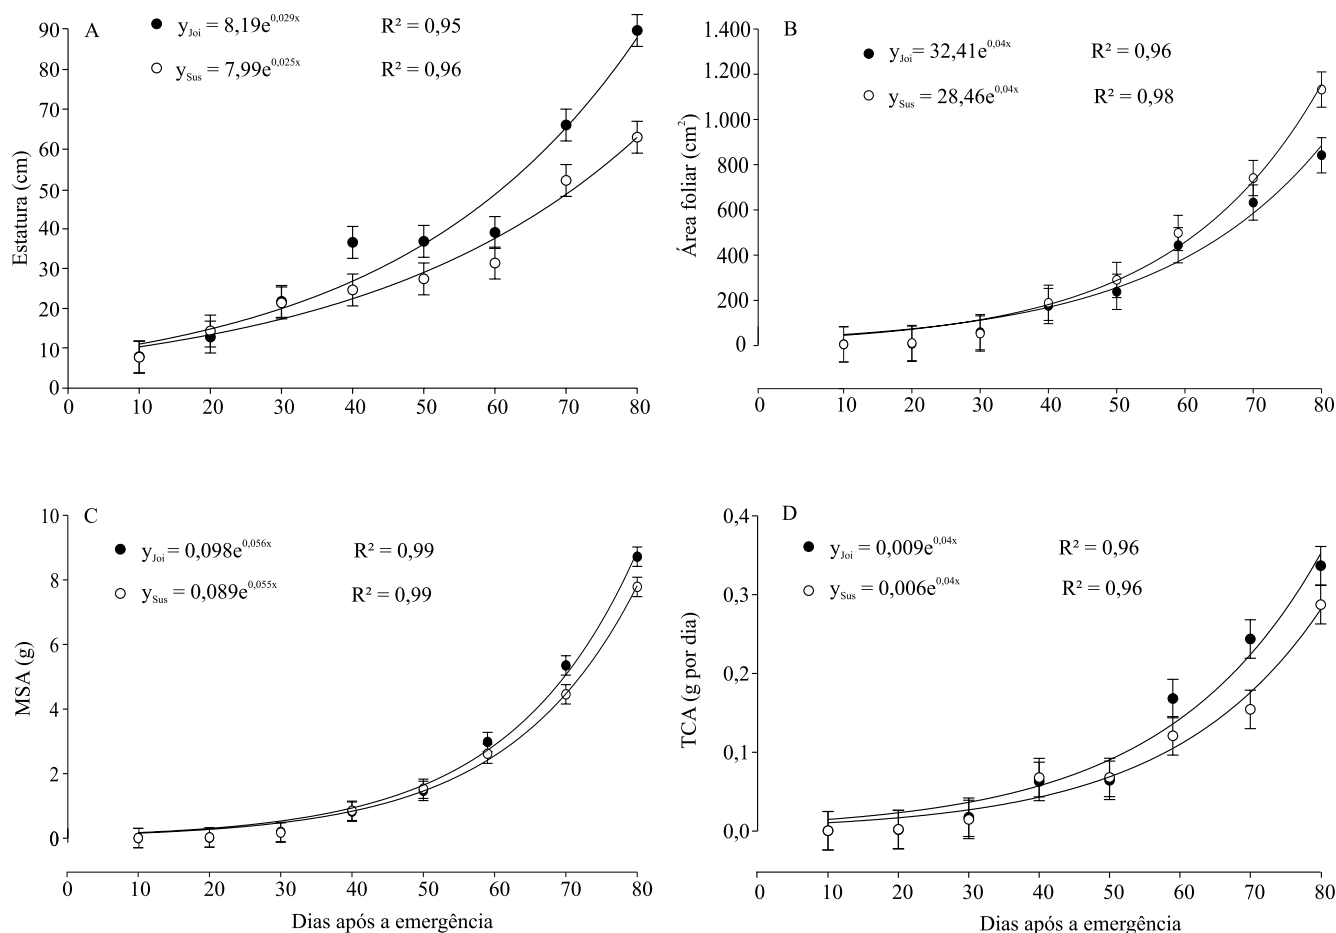 A
y_Joi = 8,19e^0,029x R² = 0,95
y_Sus = 7,99e^0,025x R² = 0,96
Estatura (cm)
90
80
70
60
50
40
30
20
10
0
0 10 20 30 40 50 60 70 80
B
y_Joi = 32,41e^0,04x R² = 0,96
y_Sus = 28,46e^0,04x R² = 0,98
Área foliar (cm²)
1.400
1.200
1.000
800
600
400
200
0
0 10 20 30 40 50 60 70 80
C
y_Joi = 0,098e^0,056x R² = 0,99
y_Sus = 0,089e^0,055x R² = 0,99
MSA (g)
10
8
6
4
2
0
0 10 20 30 40 50 60 70 80
Dias após a emergência
D
y_Joi = 0,009e^0,04x R² = 0,96
y_Sus = 0,006e^0,04x R² = 0,96
TCA (g por dia)
0,4
0,3
0,2
0,1
0,0
0 10 20 30 40 50 60 70 80
Dias após a emergência